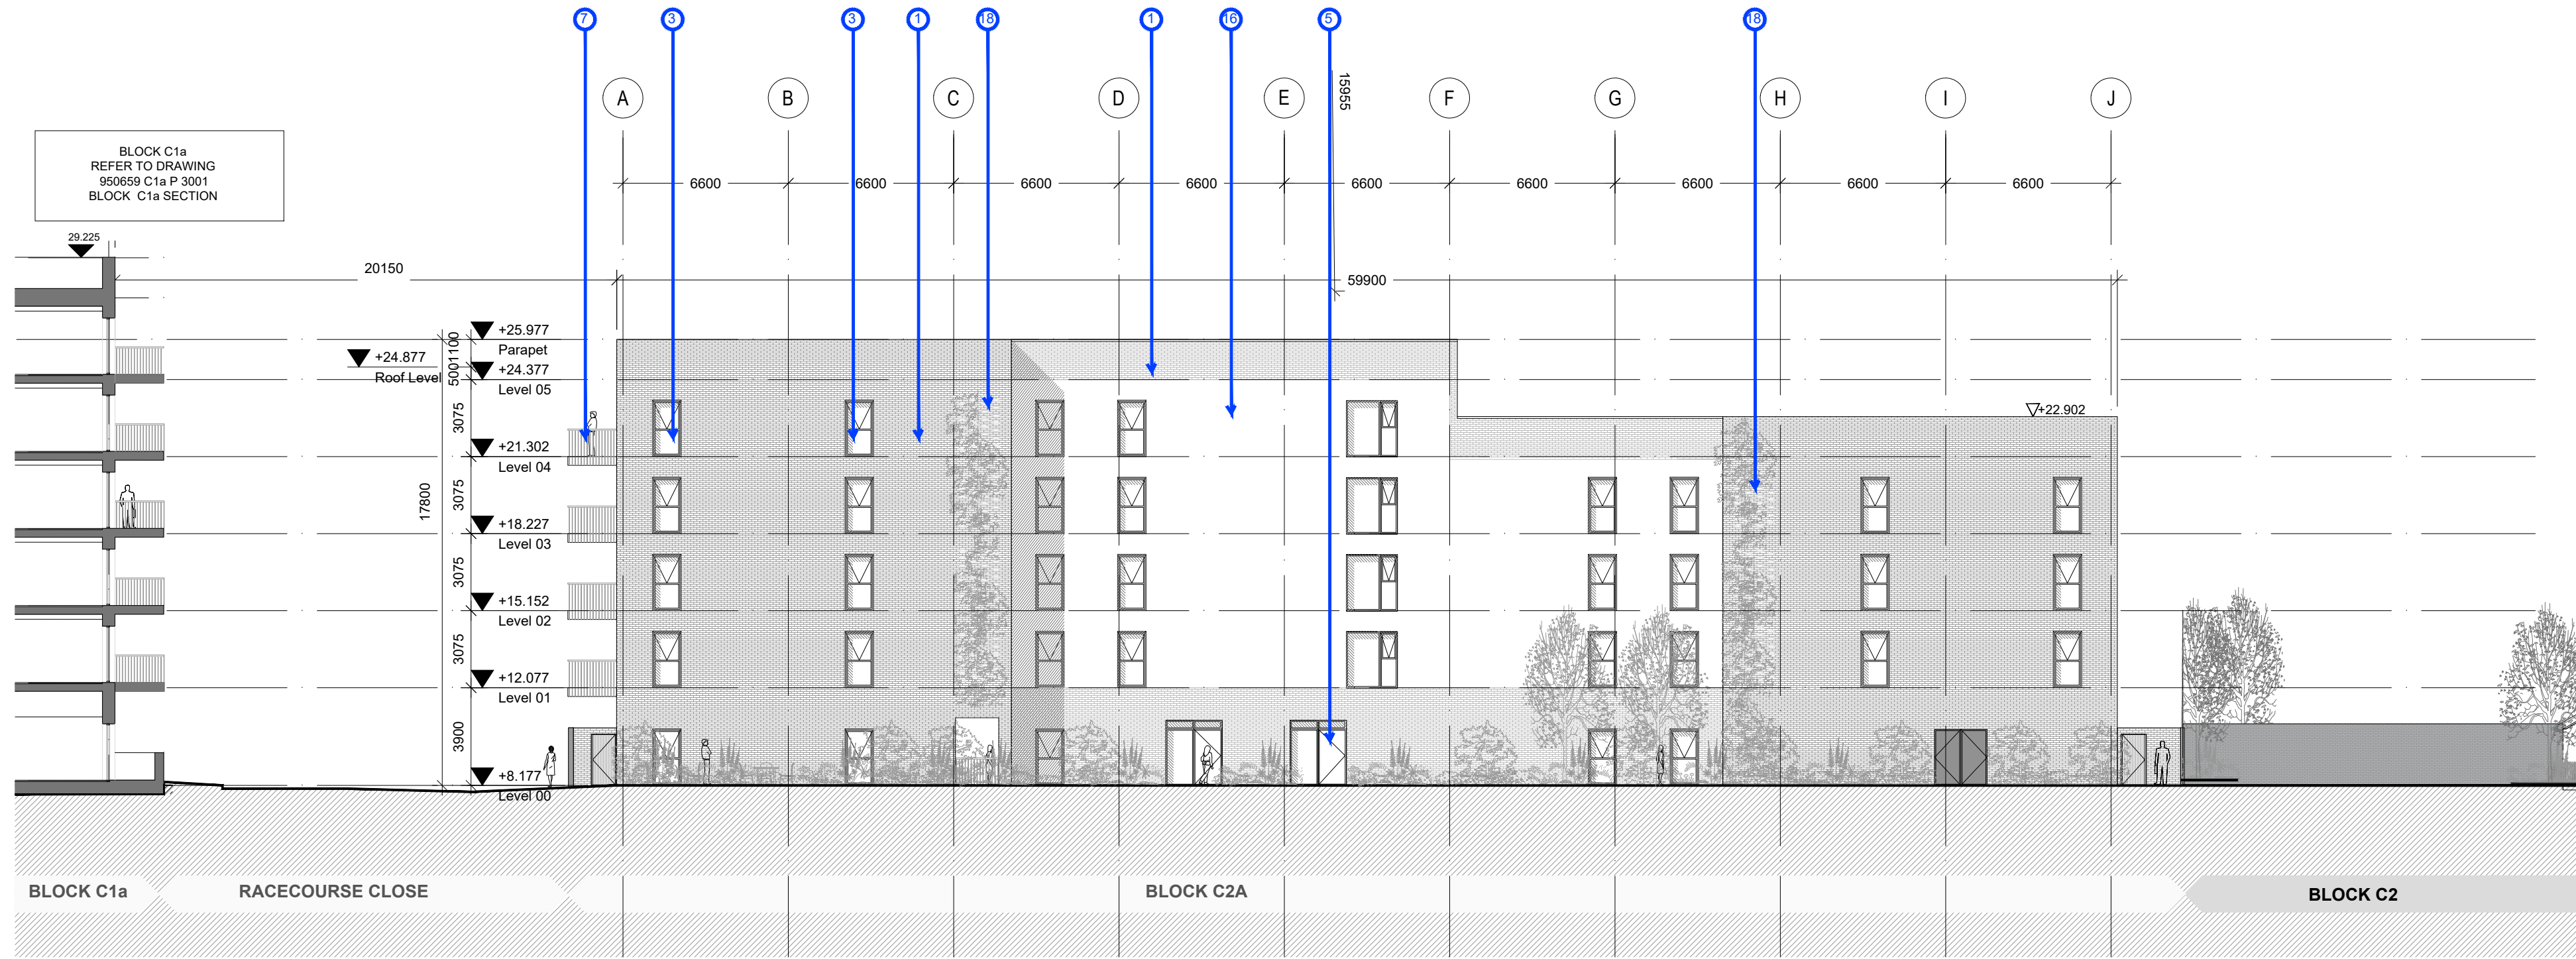 7
3
3
1
18
1
16
5
18
A
B
C
D
E
F
G
H
I
J
15955
BLOCK C1a
REFER TO DRAWING
950659 C1a P 3001
BLOCK C1a SECTION
6600
6600
6600
6600
6600
6600
6600
6600
6600
29.225
20150
59900
+25.977
Parapet
1100
+24.877
Roof Level
500
+24.377
Level 05
3075
+22.902
+21.302
Level 04
17800
3075
+18.227
Level 03
3075
+15.152
Level 02
3075
+12.077
Level 01
3900
+8.177
Level 00
BLOCK C1a
RACECOURSE CLOSE
BLOCK C2A
BLOCK C2